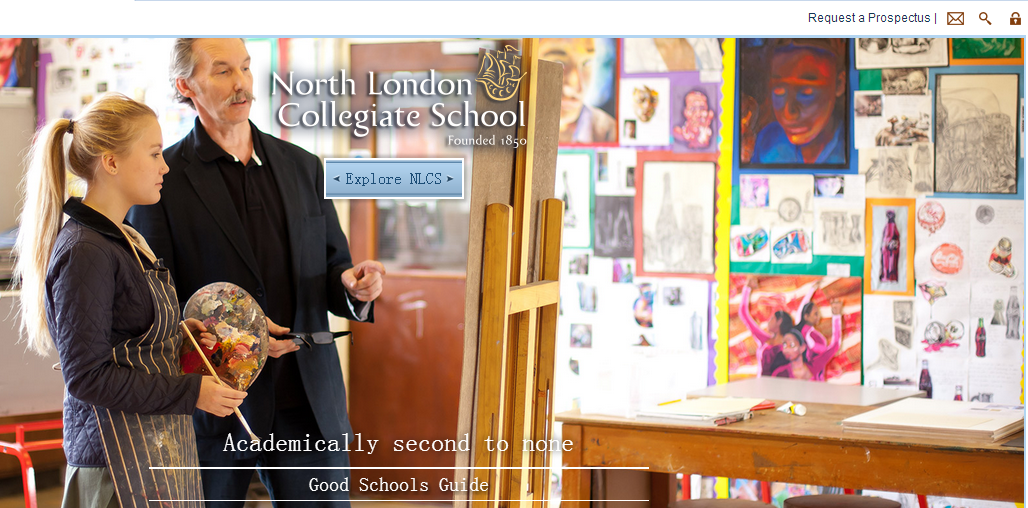 Request a Prospectus |
North London
Collegiate School
Founded 1850
Explore NLCS
Academically second to none
Good Schools Guide